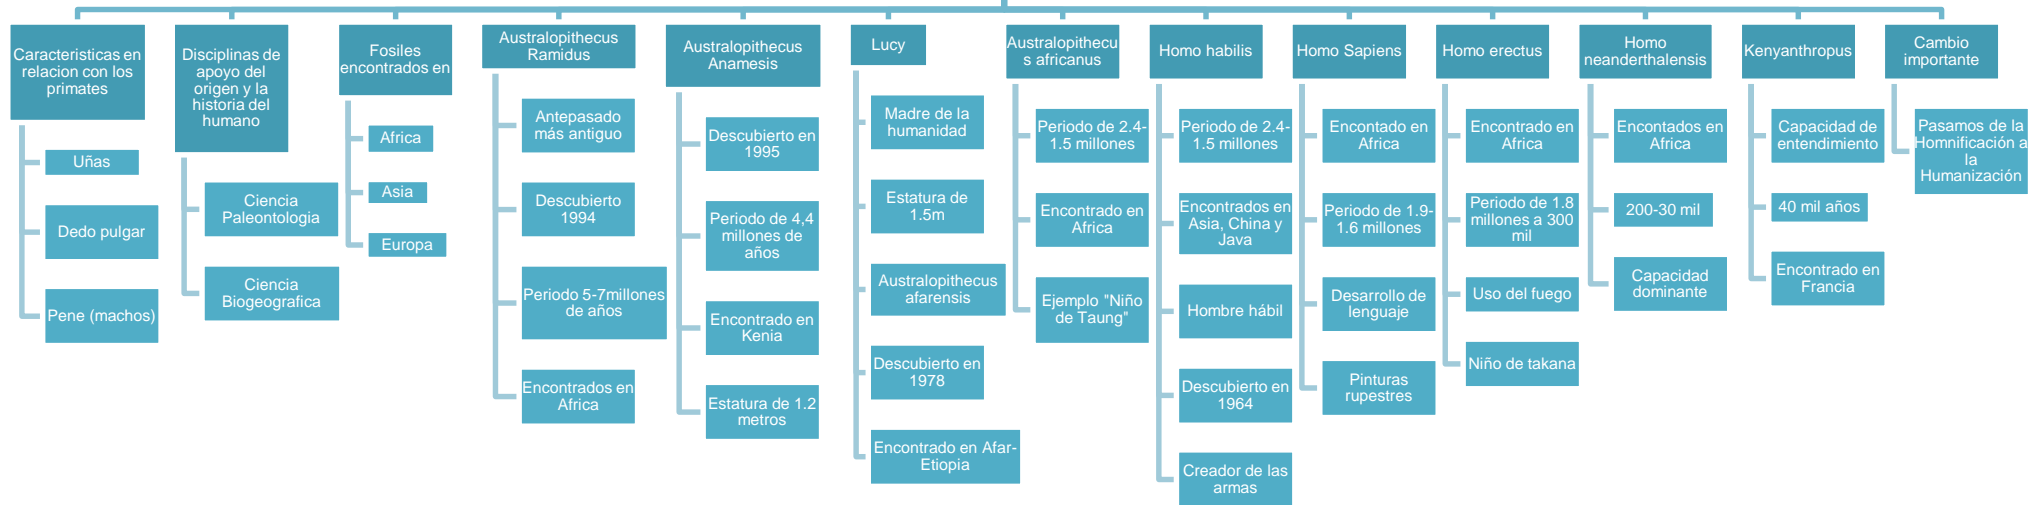 Caracteristicas en
relacion con los
primates
Uñas
Dedo pulgar
Pene (machos)
Disciplinas de
apoyo del
origen y la
historia del
humano
Ciencia
Paleontologia
Ciencia
Biogeografica
Fosiles
encontrados en
Africa
Asia
Europa
Australopithecus
Ramidus
Antepasado
más antiguo
Descubierto
1994
Periodo 5-7millones
de años
Encontrados en
Africa
Australopithecus
Anamesis
Descubierto en
1995
Periodo de 4,4
millones de
años
Encontrado en
Kenia
Estatura de 1.2
metros
Lucy
Madre de la
humanidad
Estatura de
1.5m
Australopithecus
afarensis
Descubierto en
1978
Encontrado en Afar-
Etiopia
Australopithecu
s africanus
Periodo de 2.4-
1.5 millones
Encontrado en
Africa
Ejemplo "Niño
de Taung"
Homo habilis
Periodo de 2.4-
1.5 millones
Encontrados en
Asia, China y
Java
Hombre hábil
Descubierto en
1964
Creador de las
armas
Homo Sapiens
Encontado en
Africa
Periodo de 1.9-
1.6 millones
Desarrollo de
lenguaje
Pinturas
rupestres
Homo erectus
Encontrado en
Africa
Periodo de 1.8
millones a 300
mil
Uso del fuego
Niño de takana
Homo
neanderthalensis
Encontados en
Africa
200-30 mil
Capacidad
dominante
Kenyanthropus
Capacidad de
entendimiento
40 mil años
Encontrado en
Francia
Cambio
importante
Pasamos de la
Homnificación a
la
Humanización